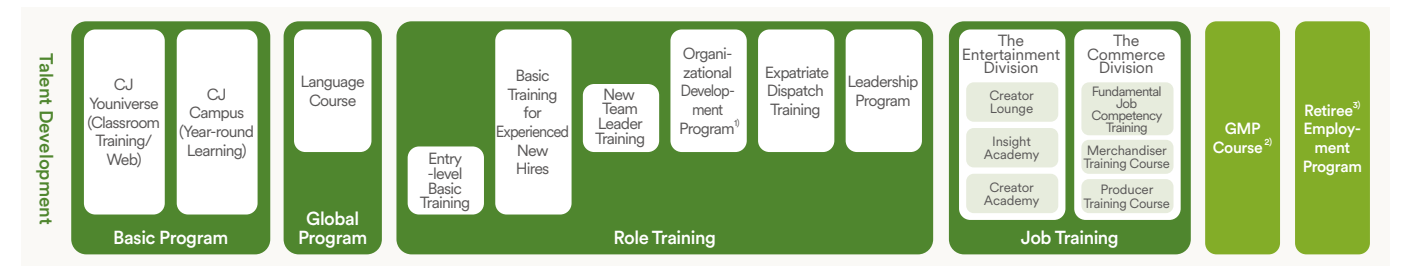 Talent Development
CJ
Youniverse
(Classroom
Training/
Web)
CJ
Campus
(Year-round
Learning)
Basic Program
Language
Course
Global
Program
Entry
-level
Basic
Training
Basic
Training
for
Experienced
New
Hires
New
Team
Leader
Training
Organi-
zational
Develop-
ment
Program1)
Expatriate
Dispatch
Training
Leadership
Program
Role Training
The
Entertainment
Division
Creator
Lounge
Insight
Academy
Creator
Academy
The
Commerce
Division
Fundamental
Job
Competency
Training
Merchandiser
Training Course
Producer
Training Course
Job Training
GMP
Course 2)
Retiree3)
Employ-
ment
Program